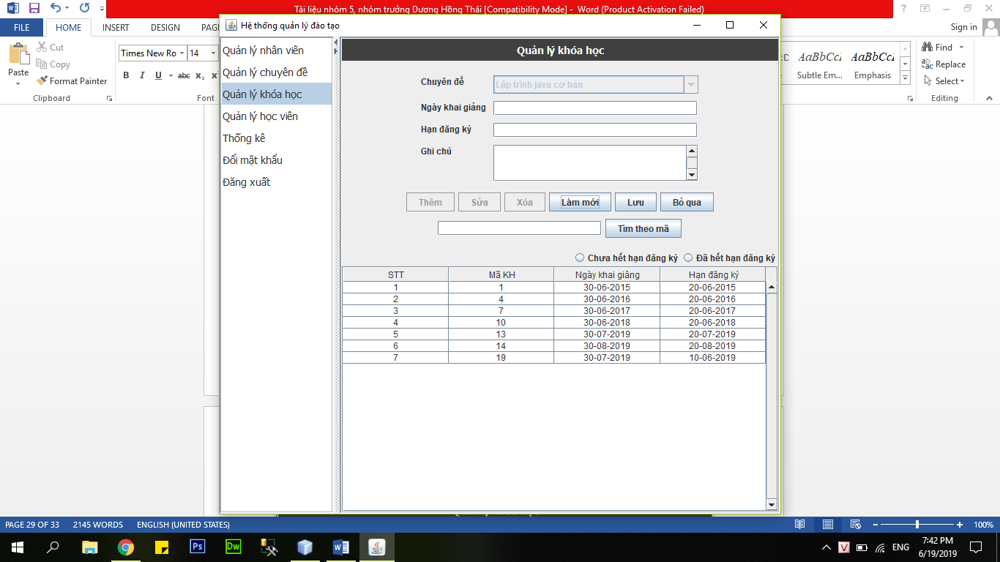 Tài liệu nhóm 5, nhóm trưởng Dương Hồng Thái [Compatibility Mode] - Word (Product Activation Failed)
FILE HOME INSERT DESIGN Sign in
Hệ thống quản lý đào tạo
Cut
Copy
Format Painter
Paste
Clipboard
Times New Ro 14
B I U abc x₂
Font
AaBbCcI AaBbCcI
Subtle Em... Emphasis
Find
Replace
Select
Editing
Quản lý nhân viên
Quản lý chuyên đề
Quản lý khóa học
Quản lý học viên
Thống kê
Đổi mật khẩu
Đăng xuất
Quản lý khóa học
Chuyên đề Lập trình java cơ bản
Ngày khai giảng
Hạn đăng ký
Ghi chú
Thêm Sửa Xóa Làm mới Lưu Bỏ qua
Tìm theo mã
Chưa hết hạn đăng ký Đã hết hạn đăng ký
STT Mã KH Ngày khai giảng Hạn đăng ký
1 1 30-06-2015 20-06-2015
2 4 30-06-2016 20-06-2016
3 7 30-06-2017 20-06-2017
4 10 30-06-2018 20-06-2018
5 13 30-07-2019 20-07-2019
6 14 30-08-2019 20-08-2019
7 19 30-07-2019 10-06-2019
PAGE 29 OF 33 2145 WORDS ENGLISH (UNITED STATES) 100%
Ps Dw ENG
7:42 PM
6/19/2019